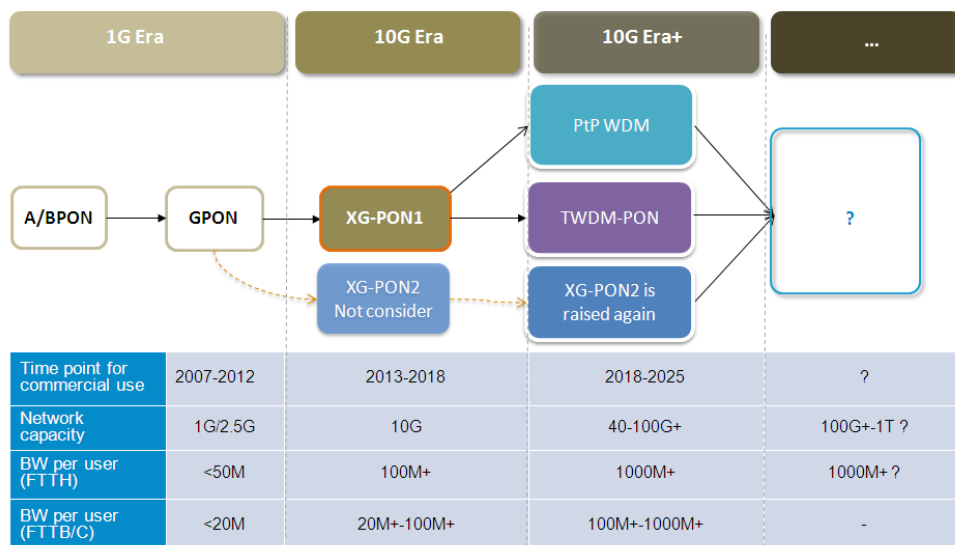 1G Era
10G Era
10G Era+
...
PtP WDM
A/BPON
GPON
XG-PON1
TWDM-PON
?
XG-PON2
Not consider
XG-PON2 is
raised again
Time point for
commercial use
2007-2012
2013-2018
2018-2025
?
Network
capacity
1G/2.5G
10G
40-100G+
100G+-1T ?
BW per user
(FTTH)
<50M
100M+
1000M+
1000M+ ?
BW per user
(FTTB/C)
<20M
20M+-100M+
100M+-1000M+
-